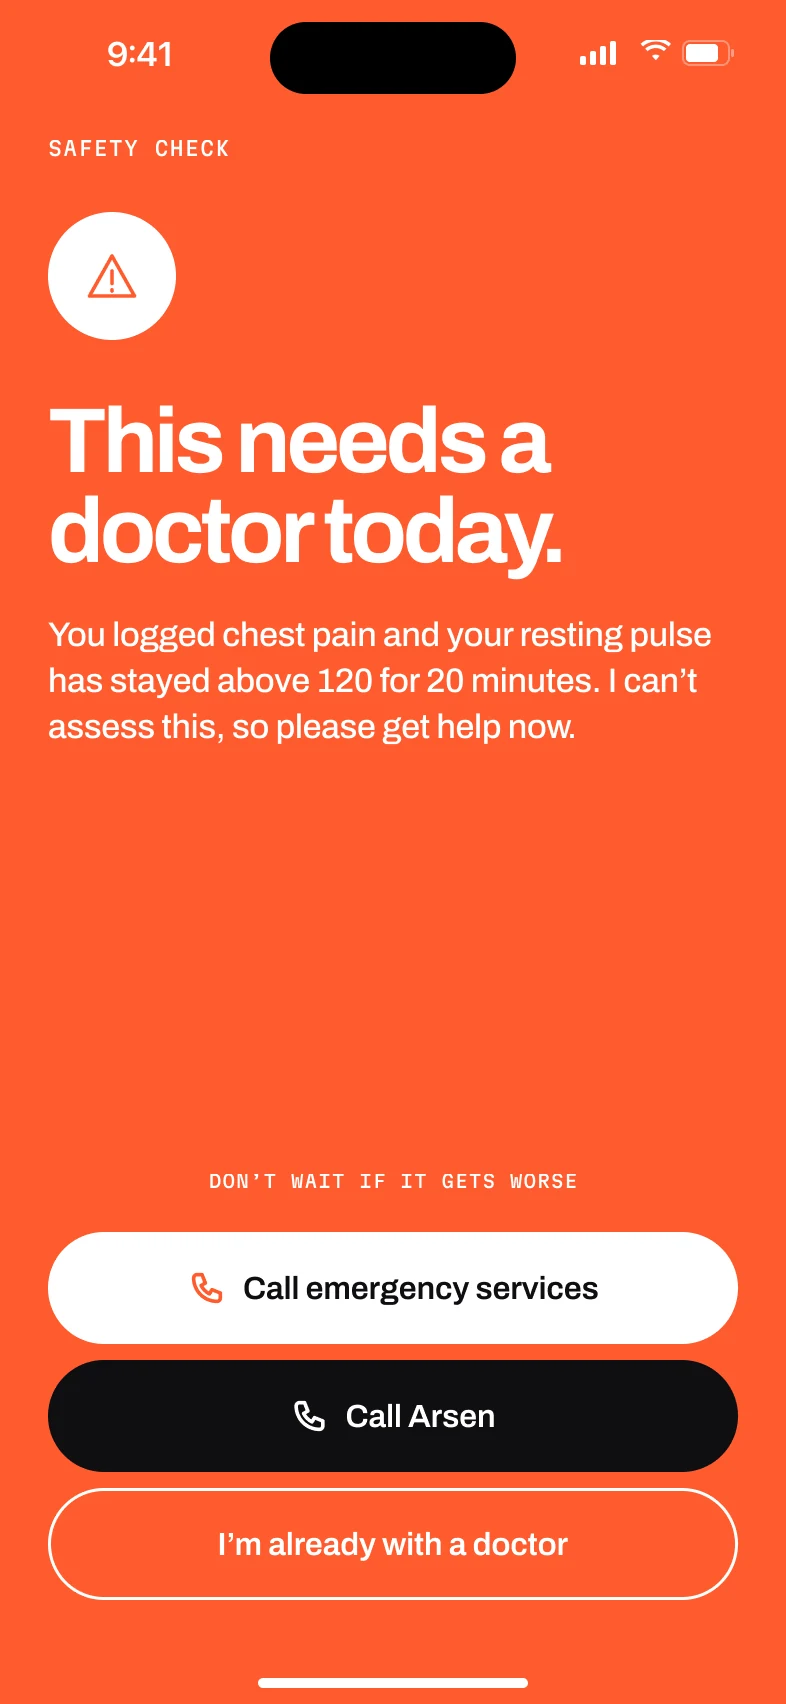 9:41
SAFETY CHECK
This needs a
doctor today.
You logged chest pain and your resting pulse
has stayed above 120 for 20 minutes. I can’t
assess this, so please get help now.
DON’T WAIT IF IT GETS WORSE
Call emergency services
Call Arsen
I’m already with a doctor